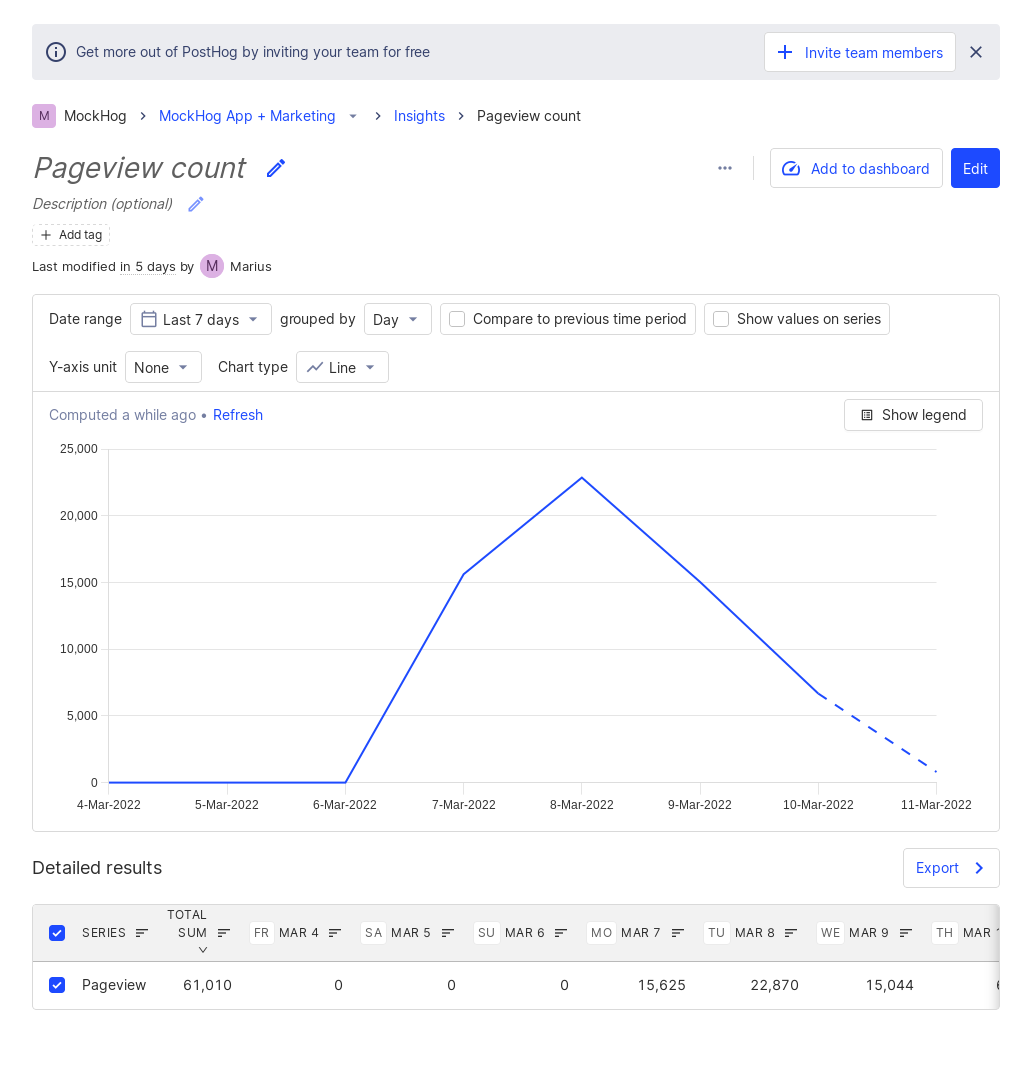 Get more out of PostHog by inviting your team for free
Invite team members
M MockHog MockHog App + Marketing Insights Pageview count
Pageview count
Add to dashboard
Edit
Description (optional)
Add tag
Last modified in 5 days by M Marius
Date range Last 7 days grouped by Day Compare to previous time period Show values on series
Y-axis unit None Chart type Line
Computed a while ago • Refresh
Show legend
25,000
20,000
15,000
10,000
5,000
0
4-Mar-2022 5-Mar-2022 6-Mar-2022 7-Mar-2022 8-Mar-2022 9-Mar-2022 10-Mar-2022 11-Mar-2022
Detailed results
Export
SERIES TOTAL SUM FR MAR 4 SA MAR 5 SU MAR 6 MO MAR 7 TU MAR 8 WE MAR 9 TH MAR
Pageview 61,010 0 0 0 15,625 22,870 15,044